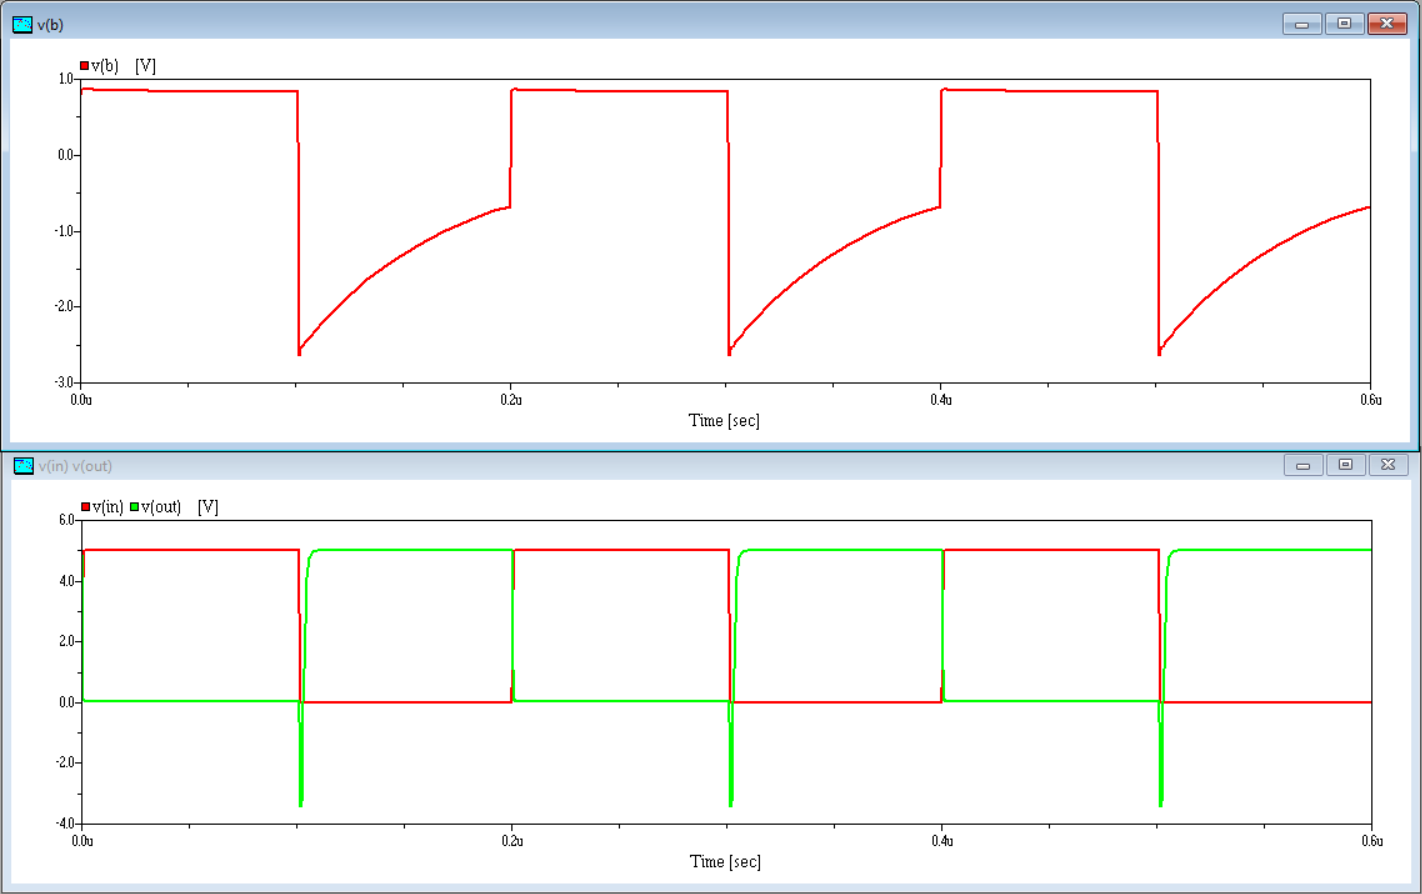 v(b)
v(b) [V]
1.0
0.0
-1.0
-2.0
-3.0
0.0u 0.2u 0.4u 0.6u
Time [sec]
v(in) v(out)
v(in) v(out) [V]
6.0
4.0
2.0
0.0
-2.0
-4.0
0.0u 0.2u 0.4u 0.6u
Time [sec]